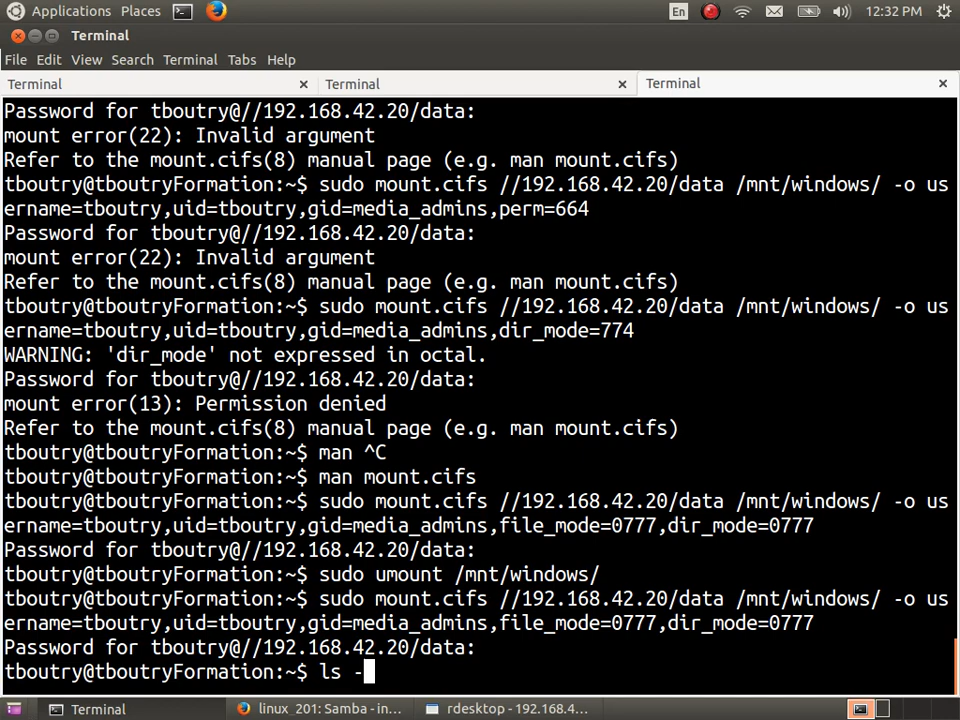 Applications Places En 12:32 PM
Terminal
File Edit View Search Terminal Tabs Help
Terminal × Terminal × Terminal ×
Password for tboutry@//192.168.42.20/data:
mount error(22): Invalid argument
Refer to the mount.cifs(8) manual page (e.g. man mount.cifs)
tboutry@tboutryFormation:~$ sudo mount.cifs //192.168.42.20/data /mnt/windows/ -o us
ername=tboutry,uid=tboutry,gid=media_admins,perm=664
Password for tboutry@//192.168.42.20/data:
mount error(22): Invalid argument
Refer to the mount.cifs(8) manual page (e.g. man mount.cifs)
tboutry@tboutryFormation:~$ sudo mount.cifs //192.168.42.20/data /mnt/windows/ -o us
ername=tboutry,uid=tboutry,gid=media_admins,dir_mode=774
WARNING: 'dir_mode' not expressed in octal.
Password for tboutry@//192.168.42.20/data:
mount error(13): Permission denied
Refer to the mount.cifs(8) manual page (e.g. man mount.cifs)
tboutry@tboutryFormation:~$ man ^C
tboutry@tboutryFormation:~$ man mount.cifs
tboutry@tboutryFormation:~$ sudo mount.cifs //192.168.42.20/data /mnt/windows/ -o us
ername=tboutry,uid=tboutry,gid=media_admins,file_mode=0777,dir_mode=0777
Password for tboutry@//192.168.42.20/data:
tboutry@tboutryFormation:~$ sudo umount /mnt/windows/
tboutry@tboutryFormation:~$ sudo mount.cifs //192.168.42.20/data /mnt/windows/ -o us
ername=tboutry,uid=tboutry,gid=media_admins,file_mode=0777,dir_mode=0777
Password for tboutry@//192.168.42.20/data:
tboutry@tboutryFormation:~$ ls -
Terminal linux_201: Samba - in... rdesktop - 192.168.4...